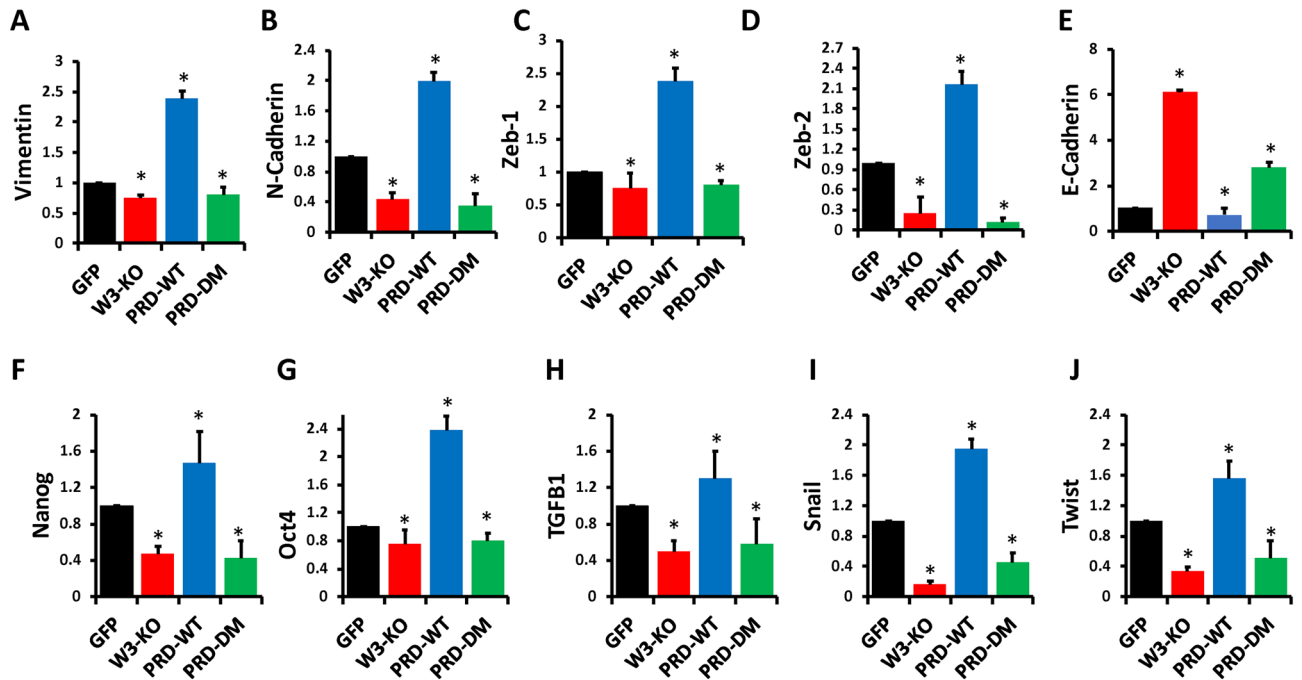 A
Vimentin
3
2.5
2
1.5
1
0.5
0
*
*
*
GFP
W3-KO
PRD-WT
PRD-DM
B
N-Cadherin
2.4
2
1.6
1.2
0.8
0.4
0
*
*
*
GFP
W3-KO
PRD-WT
PRD-DM
C
Zeb-1
3
2.5
2
1.5
1
0.5
0
*
*
*
GFP
W3-KO
PRD-WT
PRD-DM
D
Zeb-2
2.7
2.4
2.1
1.8
1.5
1.2
0.9
0.6
0.3
0
*
*
*
GFP
W3-KO
PRD-WT
PRD-DM
E
E-Cadherin
8
6
4
2
0
*
*
*
GFP
W3-KO
PRD-WT
PRD-DM
F
Nanog
2
1.6
1.2
0.8
0.4
0
*
*
*
GFP
W3-KO
PRD-WT
PRD-DM
G
Oct4
2.4
2
1.6
1.2
0.8
0.4
0
*
*
*
GFP
W3-KO
PRD-WT
PRD-DM
H
TGFB1
2
1.6
1.2
0.8
0.4
0
*
*
*
GFP
W3-KO
PRD-WT
PRD-DM
I
Snail
2.4
2
1.6
1.2
0.8
0.4
0
*
*
*
GFP
W3-KO
PRD-WT
PRD-DM
J
Twist
2.4
2
1.6
1.2
0.8
0.4
0
*
*
*
GFP
W3-KO
PRD-WT
PRD-DM